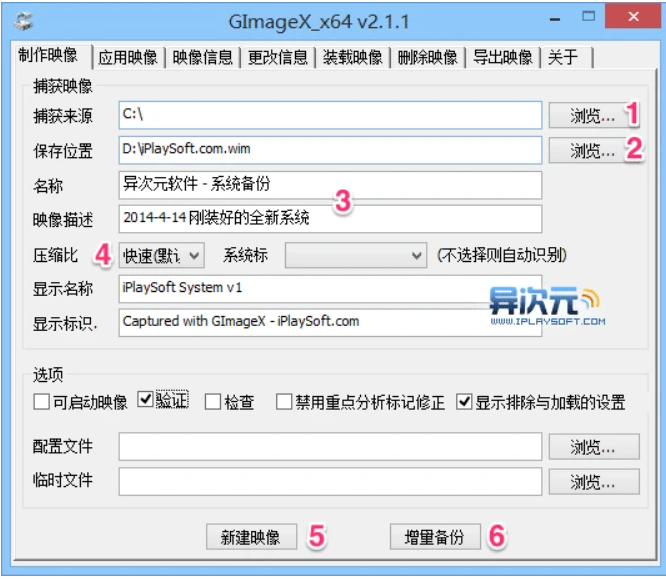 GImageX_x64 v2.1.1
制作映像 应用映像 映像信息 更改信息 装载映像 删除映像 导出映像 关于
捕获映像
捕获来源 C:\ 浏览... 1
保存位置 D:\iPlaySoft.com.wim 浏览... 2
名称 异次元软件 - 系统备份
3
映像描述 2014-4-14 刚装好的全新系统
压缩比 4 快速(默认 系统标 (不选择则自动识别)
显示名称 iPlaySoft System v1
异次元
WWW.IPLAYSOFT.COM
显示标识. Captured with GImageX - iPlaySoft.com
选项
可启动映像 验证 检查 禁用重点分析标记修正 显示排除与加载的设置
配置文件 浏览...
临时文件 浏览...
新建映像 5 增量备份 6